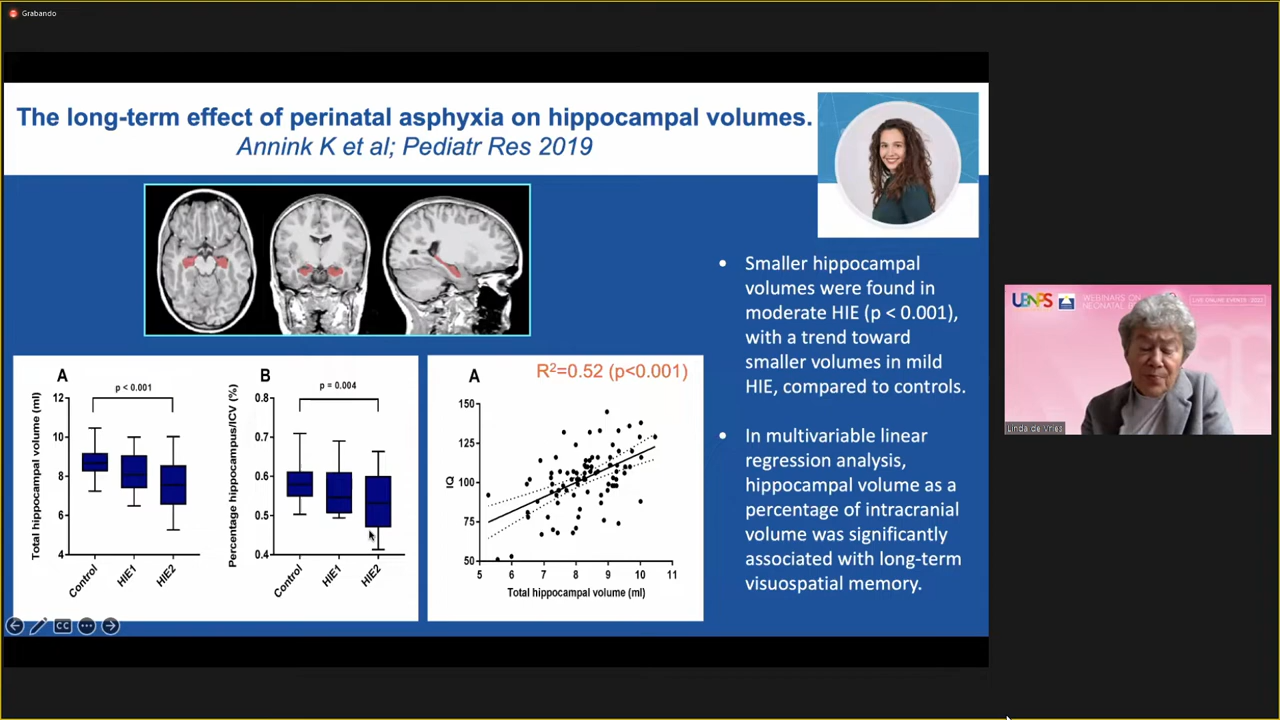 Grabando
The long-term effect of perinatal asphyxia on hippocampal volumes.
Annink K et al; Pediatr Res 2019
Smaller hippocampal
volumes were found in
moderate HIE (p < 0.001),
with a trend toward
smaller volumes in mild
HIE, compared to controls.
In multivariable linear
regression analysis,
hippocampal volume as a
percentage of intracranial
volume was significantly
associated with long-term
visuospatial memory.
A
p < 0.001
Total hippocampal volume (ml)
12
10
8
6
4
Control
HIE1
HIE2
B
p = 0.004
Percentage hippocampus/ICV (%)
0.8
0.7
0.6
0.5
0.4
Control
HIE1
HIE2
A
R²=0.52 (p<0.001)
IQ
150
125
100
75
50
5 6 7 8 9 10 11
Total hippocampal volume (ml)
CC
UENPS
WEBINARS ON
NEONATAL
LIVE ONLINE EVENTS
Linda de Vries